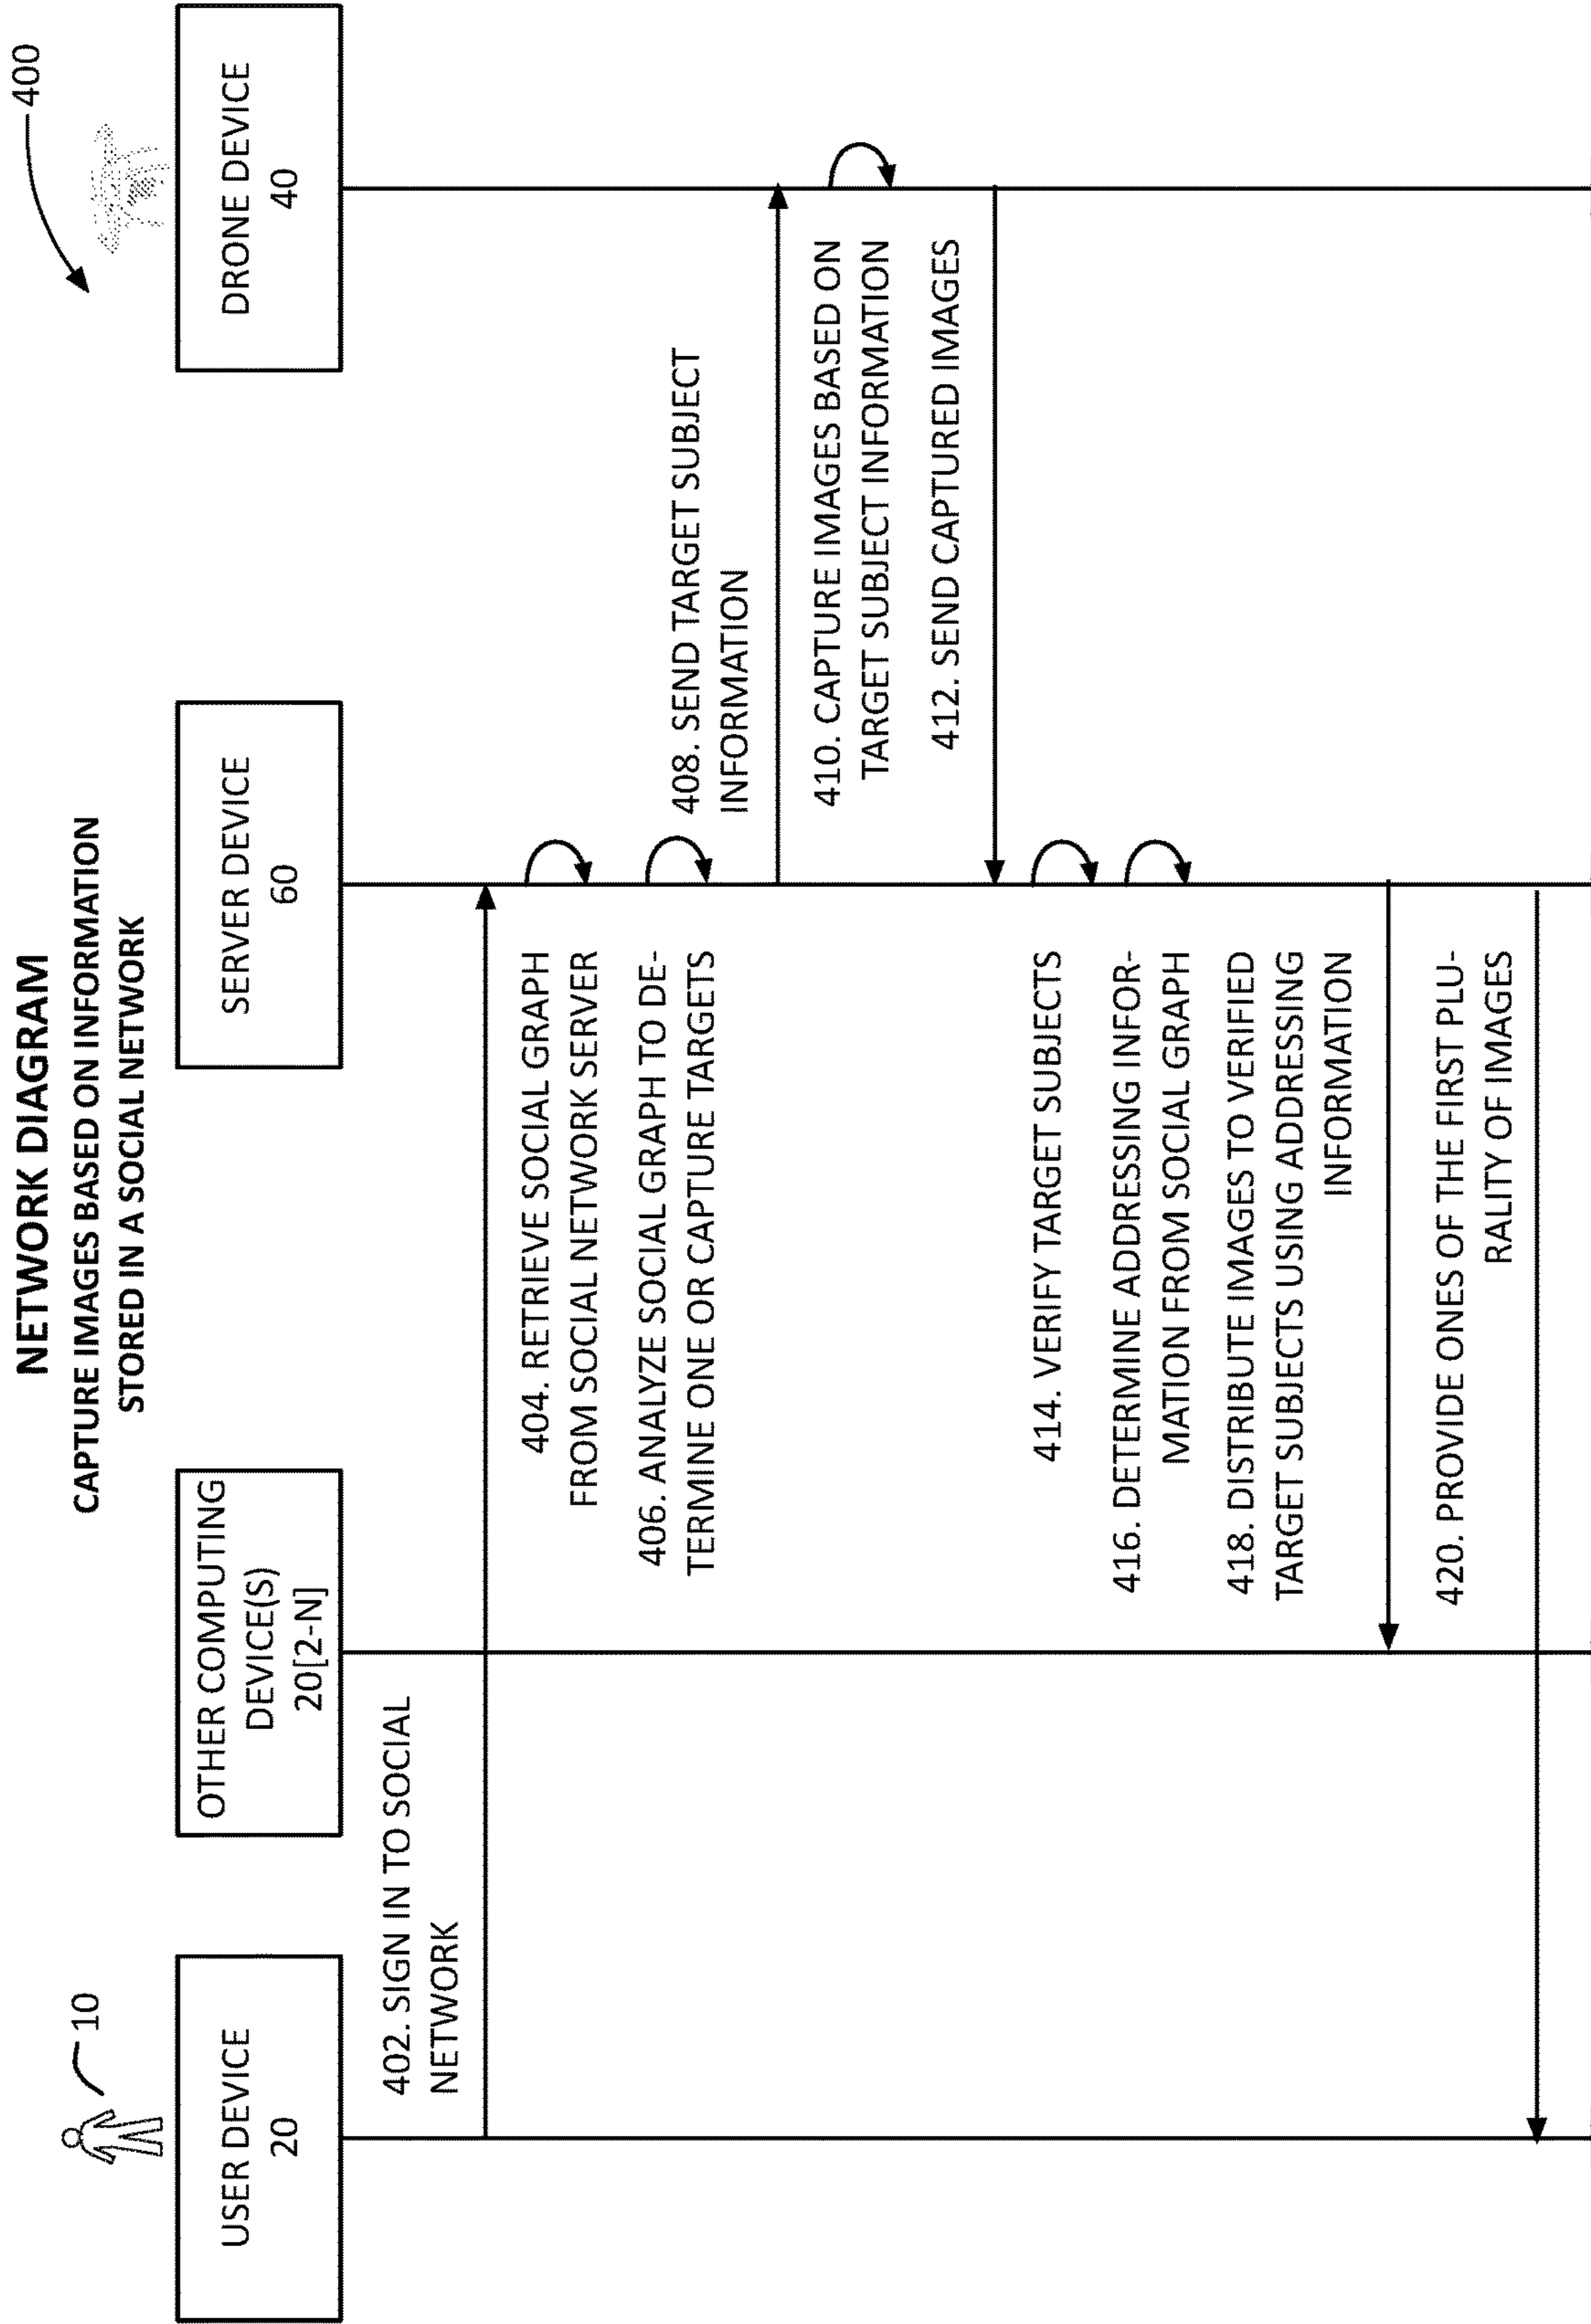 NETWORK DIAGRAM
CAPTURE IMAGES BASED ON INFORMATION
STORED IN A SOCIAL NETWORK
400
10
USER DEVICE
20
OTHER COMPUTING
DEVICE(S)
20[2-N]
SERVER DEVICE
60
DRONE DEVICE
40
402. SIGN IN TO SOCIAL
NETWORK
404. RETRIEVE SOCIAL GRAPH
FROM SOCIAL NETWORK SERVER
406. ANALYZE SOCIAL GRAPH TO DE-
TERMINE ONE OR CAPTURE TARGETS
408. SEND TARGET SUBJECT
INFORMATION
410. CAPTURE IMAGES BASED ON
TARGET SUBJECT INFORMATION
412. SEND CAPTURED IMAGES
414. VERIFY TARGET SUBJECTS
416. DETERMINE ADDRESSING INFOR-
MATION FROM SOCIAL GRAPH
418. DISTRIBUTE IMAGES TO VERIFIED
TARGET SUBJECTS USING ADDRESSING
INFORMATION
420. PROVIDE ONES OF THE FIRST PLU-
RALITY OF IMAGES